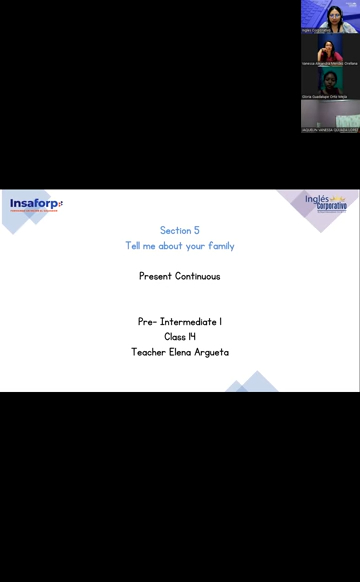 Insaforp
Inglés
Corporativo
Section 5
Tell me about your family
Present Continuous
Pre- Intermediate 1
Class 14
Teacher Elena Argueta